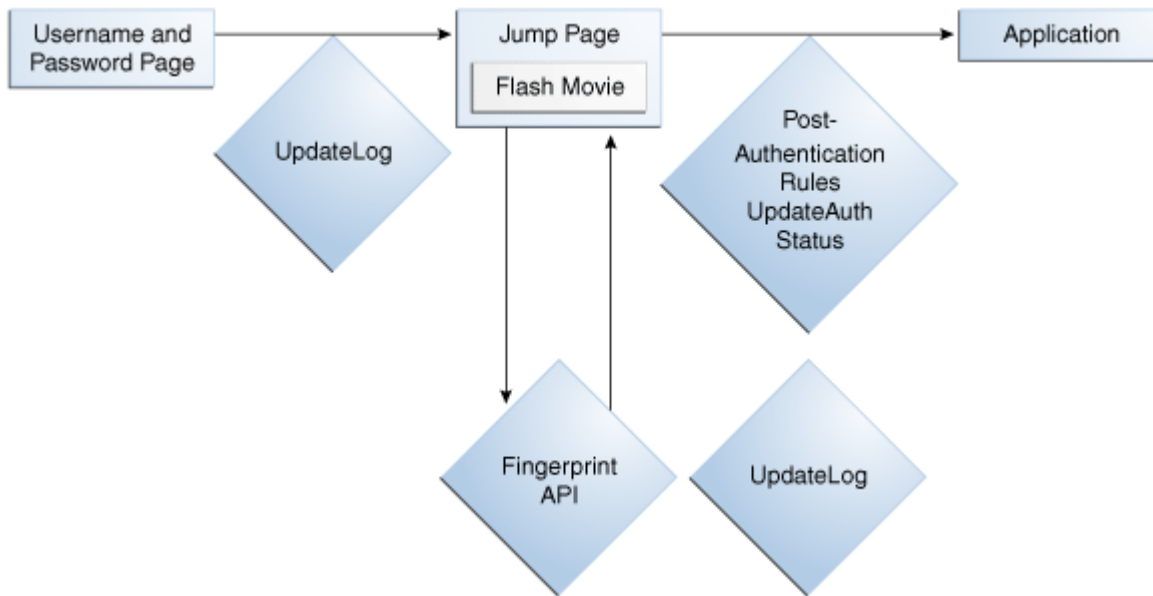 Username and
Password Page
Jump Page
Flash Movie
Application
UpdateLog
Post-
Authentication
Rules
UpdateAuth
Status
Fingerprint
API
UpdateLog